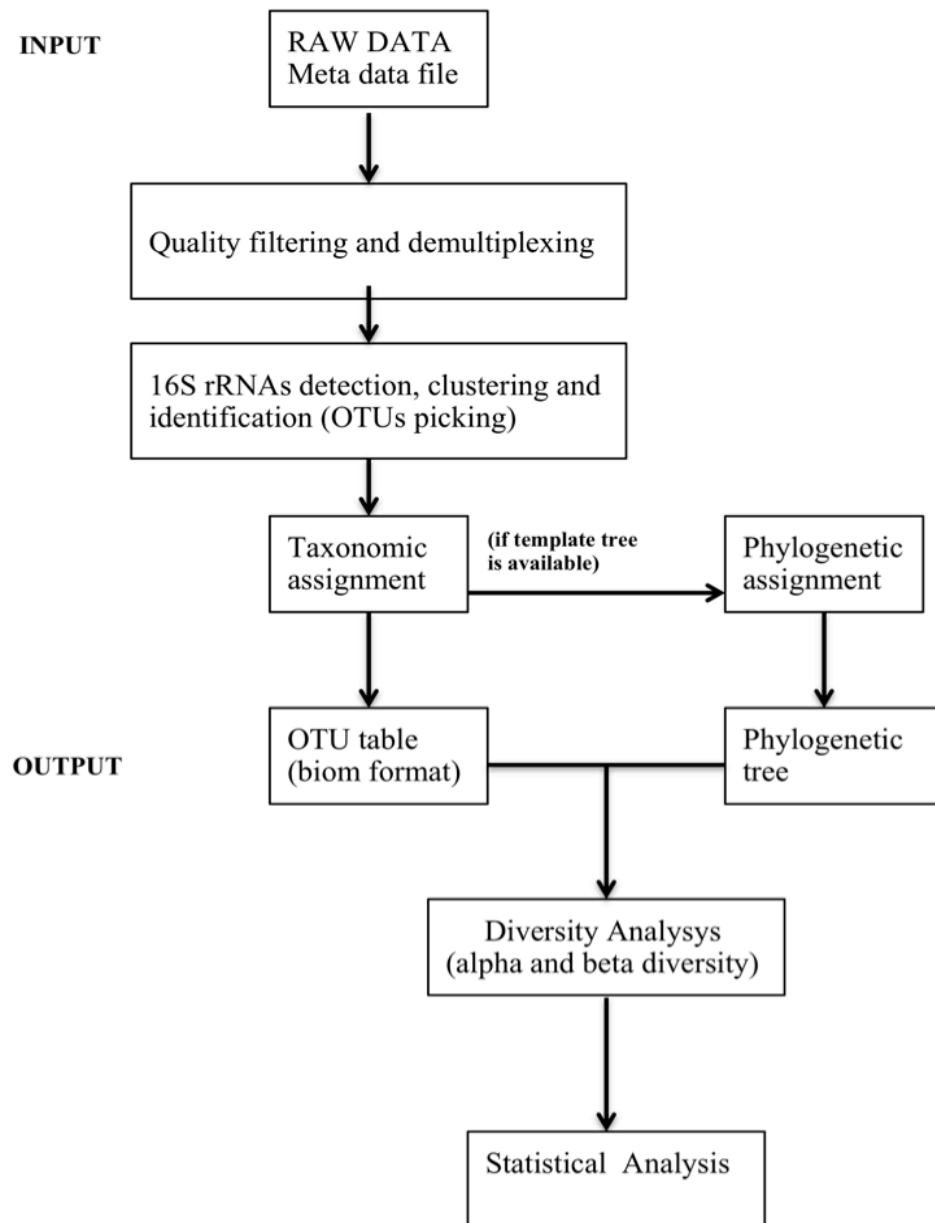 INPUT
RAW DATA
Meta data file
Quality filtering and demultiplexing
16S rRNAs detection, clustering and
identification (OTUs picking)
Taxonomic
assignment
(if template tree
is available)
Phylogenetic
assignment
OUTPUT
OTU table
(biom format)
Phylogenetic
tree
Diversity Analysys
(alpha and beta diversity)
Statistical Analysis